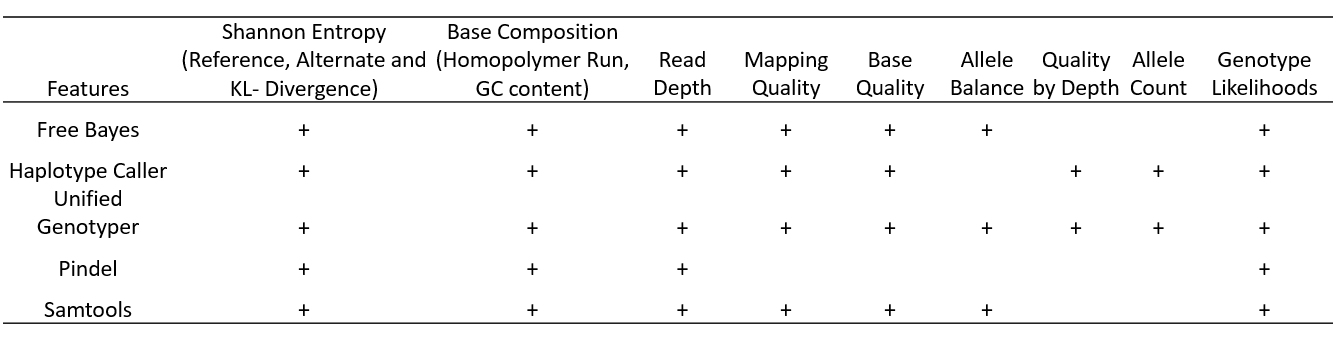 Shannon Entropy Base Composition
(Reference, Alternate and (Homopolymer Run, Read Mapping Base Allele Quality Allele Genotype
Features KL- Divergence) GC content) Depth Quality Quality Balance by Depth Count Likelihoods
Free Bayes + + + + + + +
Haplotype Caller + + + + + + + +
Unified
Genotyper + + + + + + + + +
Pindel + + + +
Samtools + + + + + + +